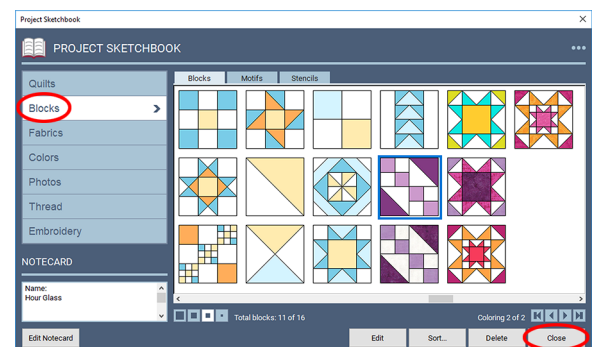 Project Sketchbook
PROJECT SKETCHBOOK
Quilts
Blocks
Fabrics
Colors
Photos
Thread
Embroidery
NOTECARD
Name:
Hour Glass
Edit Notecard
Blocks Motifs Stencils
Total blocks: 11 of 16 Coloring 2 of 2
Edit Sort... Delete Close